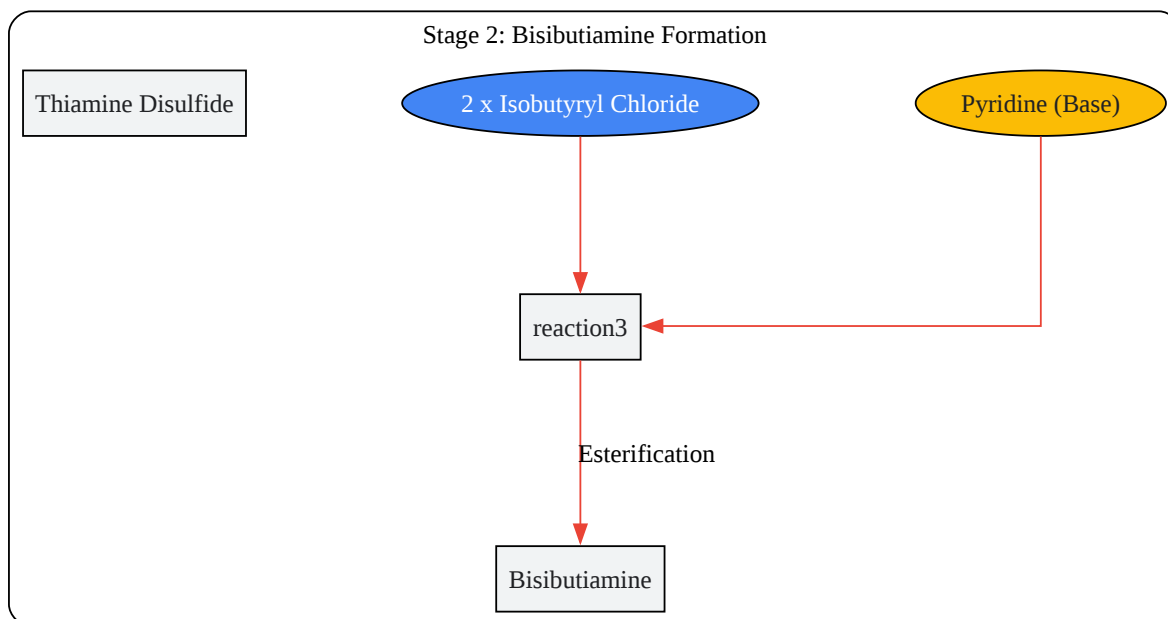 Stage 2: Bisibutiamine Formation
Thiamine Disulfide
2 x Isobutyryl Chloride
Pyridine (Base)
reaction3
Esterification
Bisibutiamine